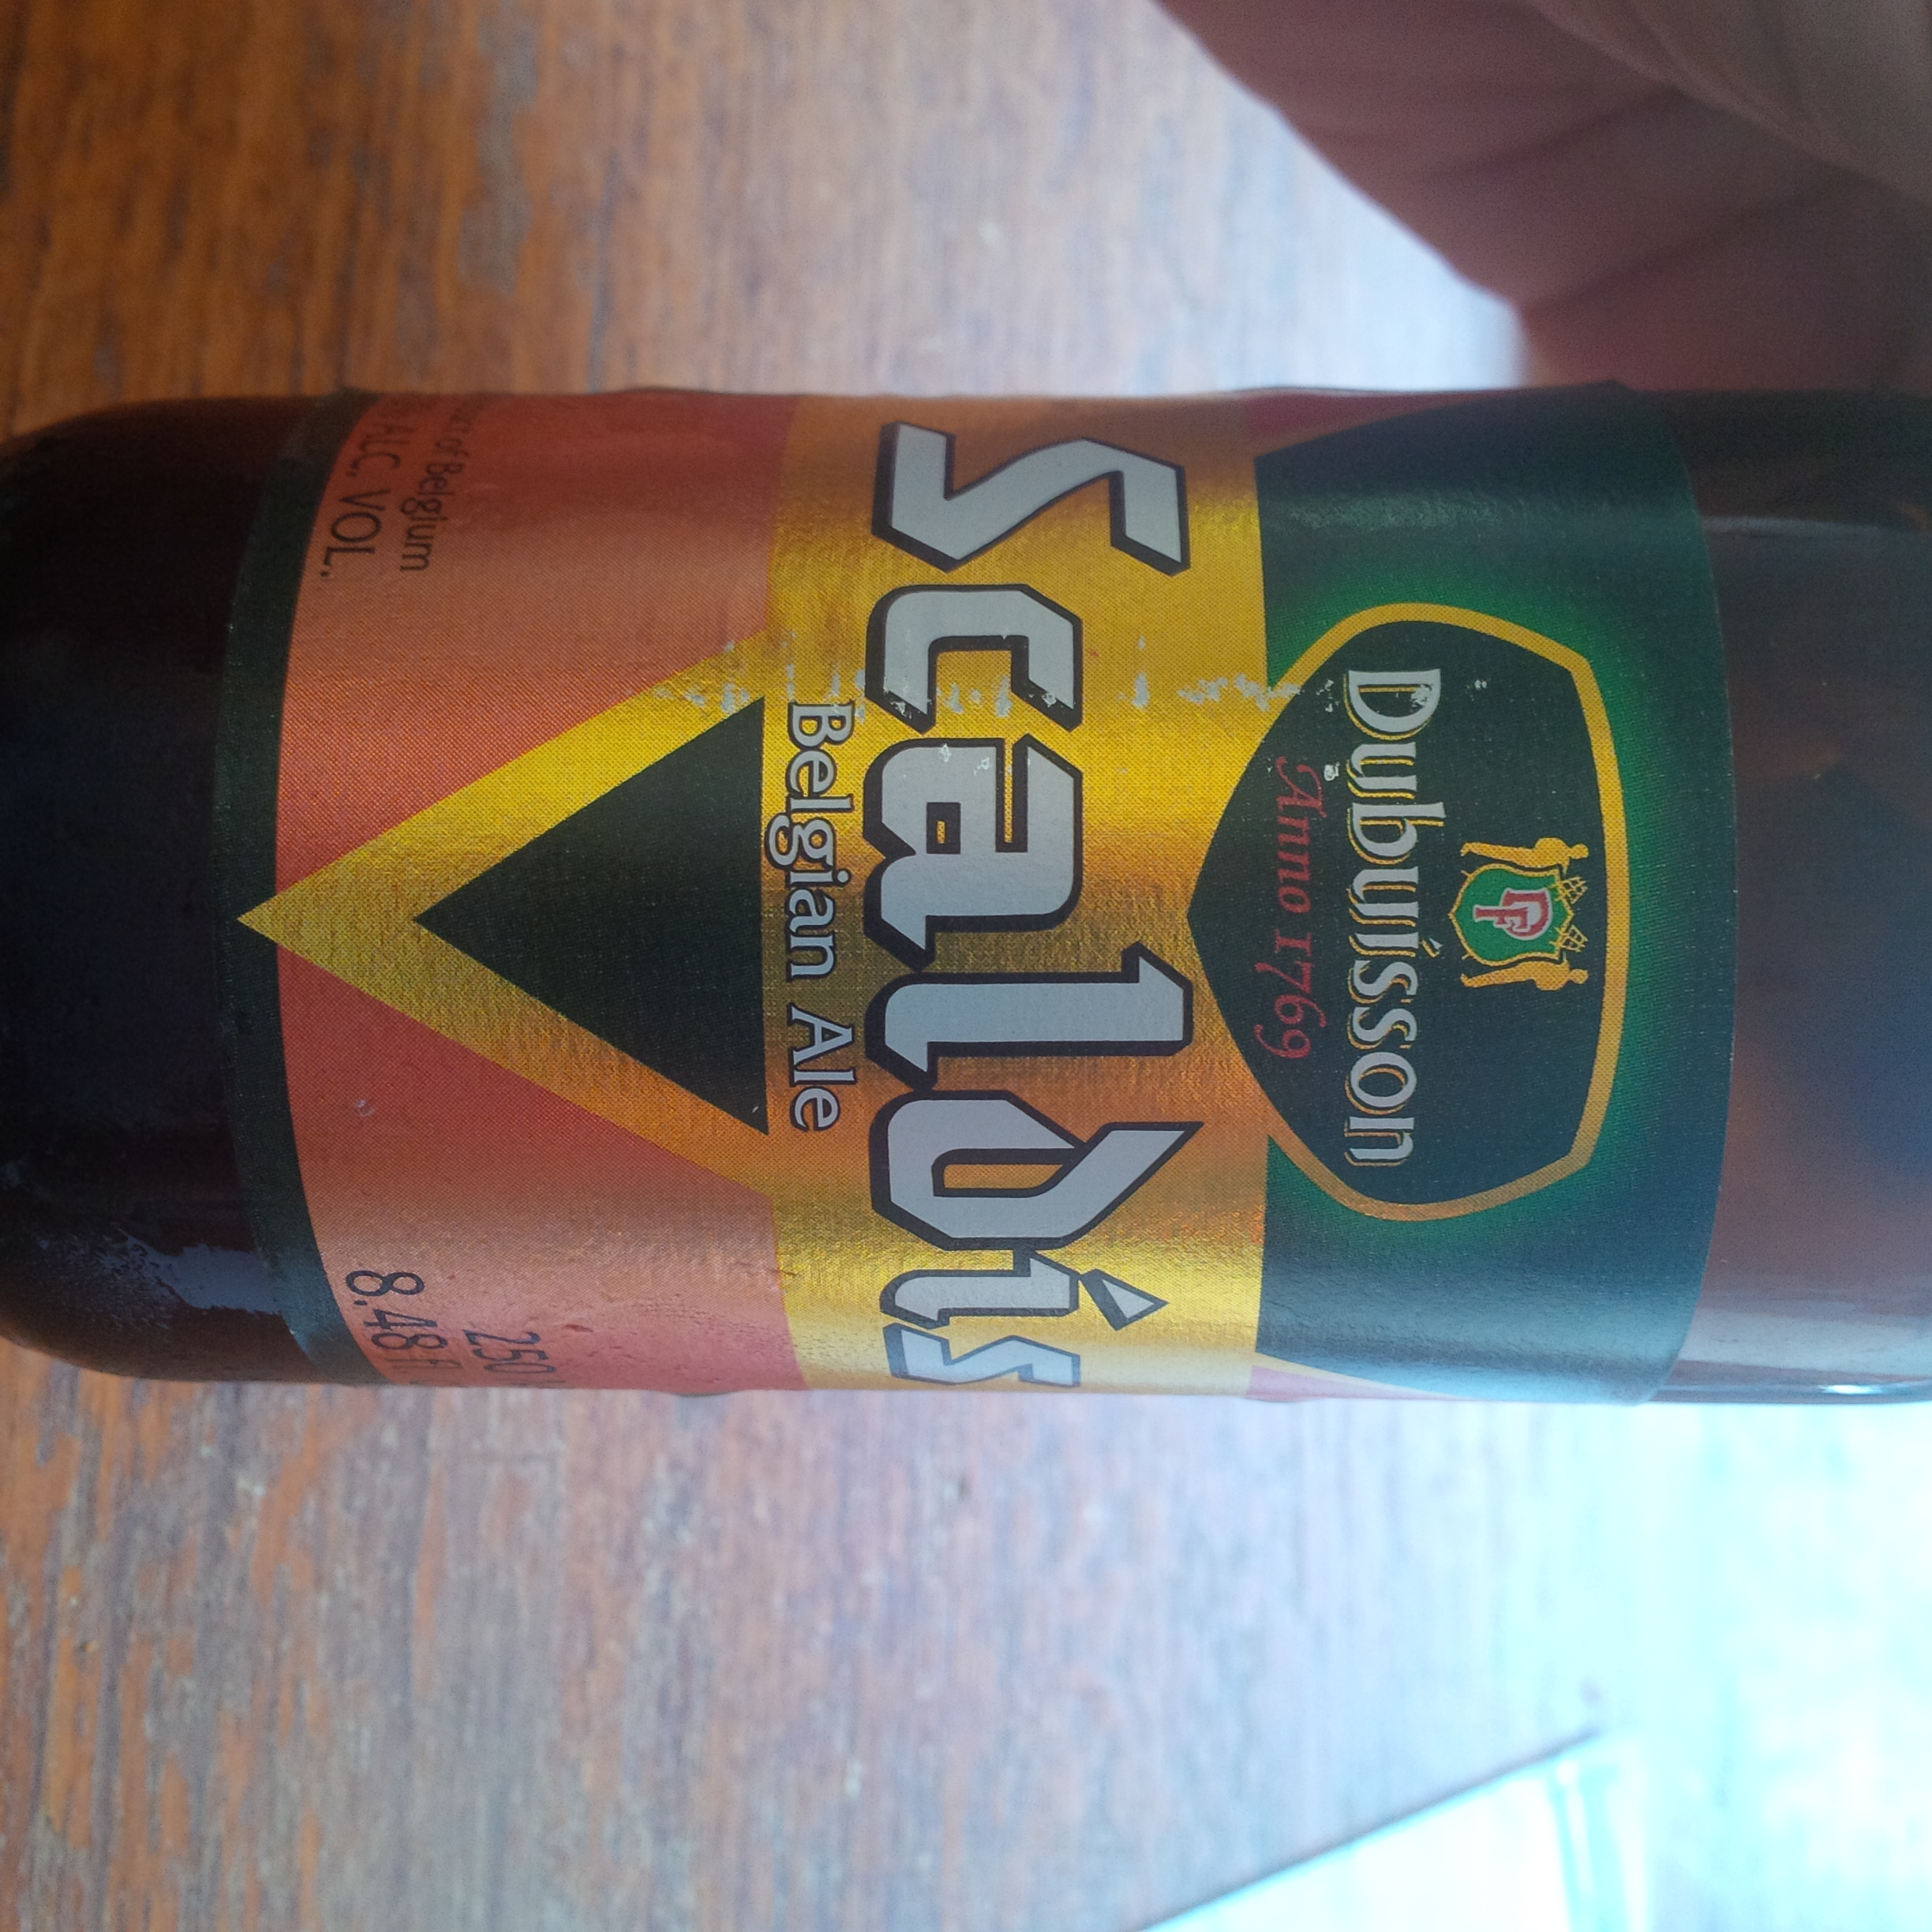 Dubuisson
Anno 1769
Scaldis
Belgian Ale
of Belgium
ALC. VOL.
250
8.48